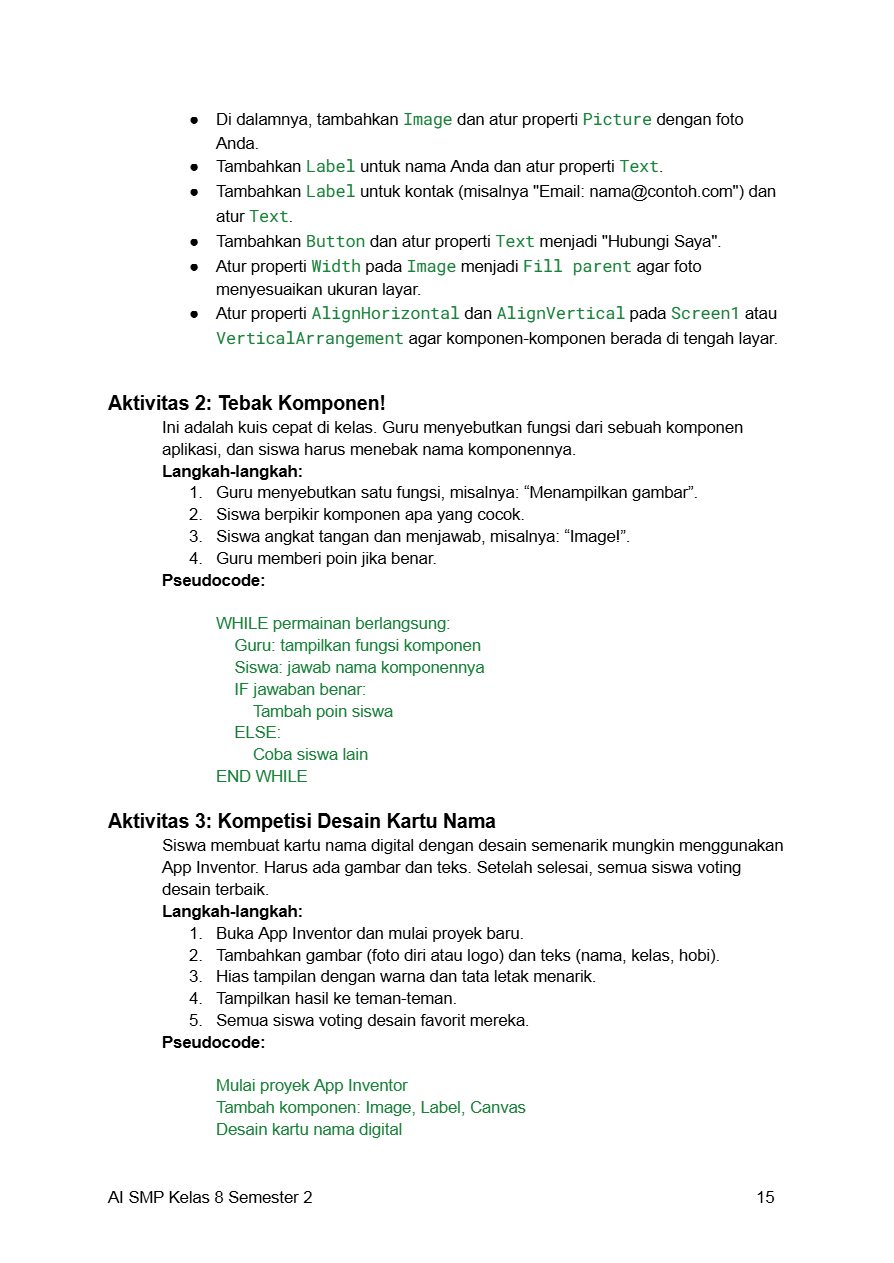 ● Di dalamnya, tambahkan Image dan atur properti Picture dengan foto
Anda.
● Tambahkan Label untuk nama Anda dan atur properti Text.
● Tambahkan Label untuk kontak (misalnya "Email: nama@contoh.com") dan
atur Text.
● Tambahkan Button dan atur properti Text menjadi "Hubungi Saya".
● Atur properti Width pada Image menjadi Fill parent agar foto
menyesuaikan ukuran layar.
● Atur properti AlignHorizontal dan AlignVertical pada Screen1 atau
VerticalArrangement agar komponen-komponen berada di tengah layar.
Aktivitas 2: Tebak Komponen!
Ini adalah kuis cepat di kelas. Guru menyebutkan fungsi dari sebuah komponen
aplikasi, dan siswa harus menebak nama komponennya.
Langkah-langkah:
1. Guru menyebutkan satu fungsi, misalnya: “Menampilkan gambar”.
2. Siswa berpikir komponen apa yang cocok.
3. Siswa angkat tangan dan menjawab, misalnya: “Image!”.
4. Guru memberi poin jika benar.
Pseudocode:
WHILE permainan berlangsung:
Guru: tampilkan fungsi komponen
Siswa: jawab nama komponennya
IF jawaban benar:
Tambah poin siswa
ELSE:
Coba siswa lain
END WHILE
Aktivitas 3: Kompetisi Desain Kartu Nama
Siswa membuat kartu nama digital dengan desain semenarik mungkin menggunakan
App Inventor. Harus ada gambar dan teks. Setelah selesai, semua siswa voting
desain terbaik.
Langkah-langkah:
1. Buka App Inventor dan mulai proyek baru.
2. Tambahkan gambar (foto diri atau logo) dan teks (nama, kelas, hobi).
3. Hias tampilan dengan warna dan tata letak menarik.
4. Tampilkan hasil ke teman-teman.
5. Semua siswa voting desain favorit mereka.
Pseudocode:
Mulai proyek App Inventor
Tambah komponen: Image, Label, Canvas
Desain kartu nama digital
AI SMP Kelas 8 Semester 2 15